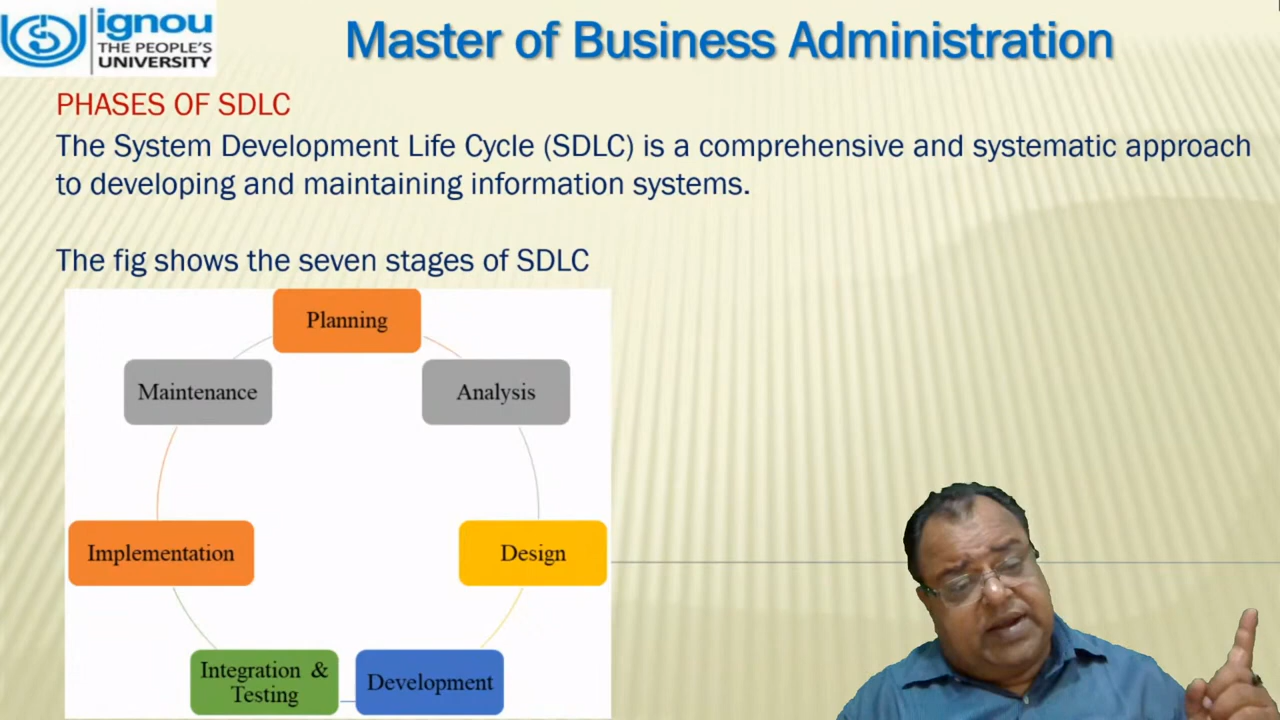 ignou
THE PEOPLE'S
UNIVERSITY
Master of Business Administration
PHASES OF SDLC
The System Development Life Cycle (SDLC) is a comprehensive and systematic approach
to developing and maintaining information systems.
The fig shows the seven stages of SDLC
Planning
Maintenance
Analysis
Implementation
Design
Integration &
Testing
Development